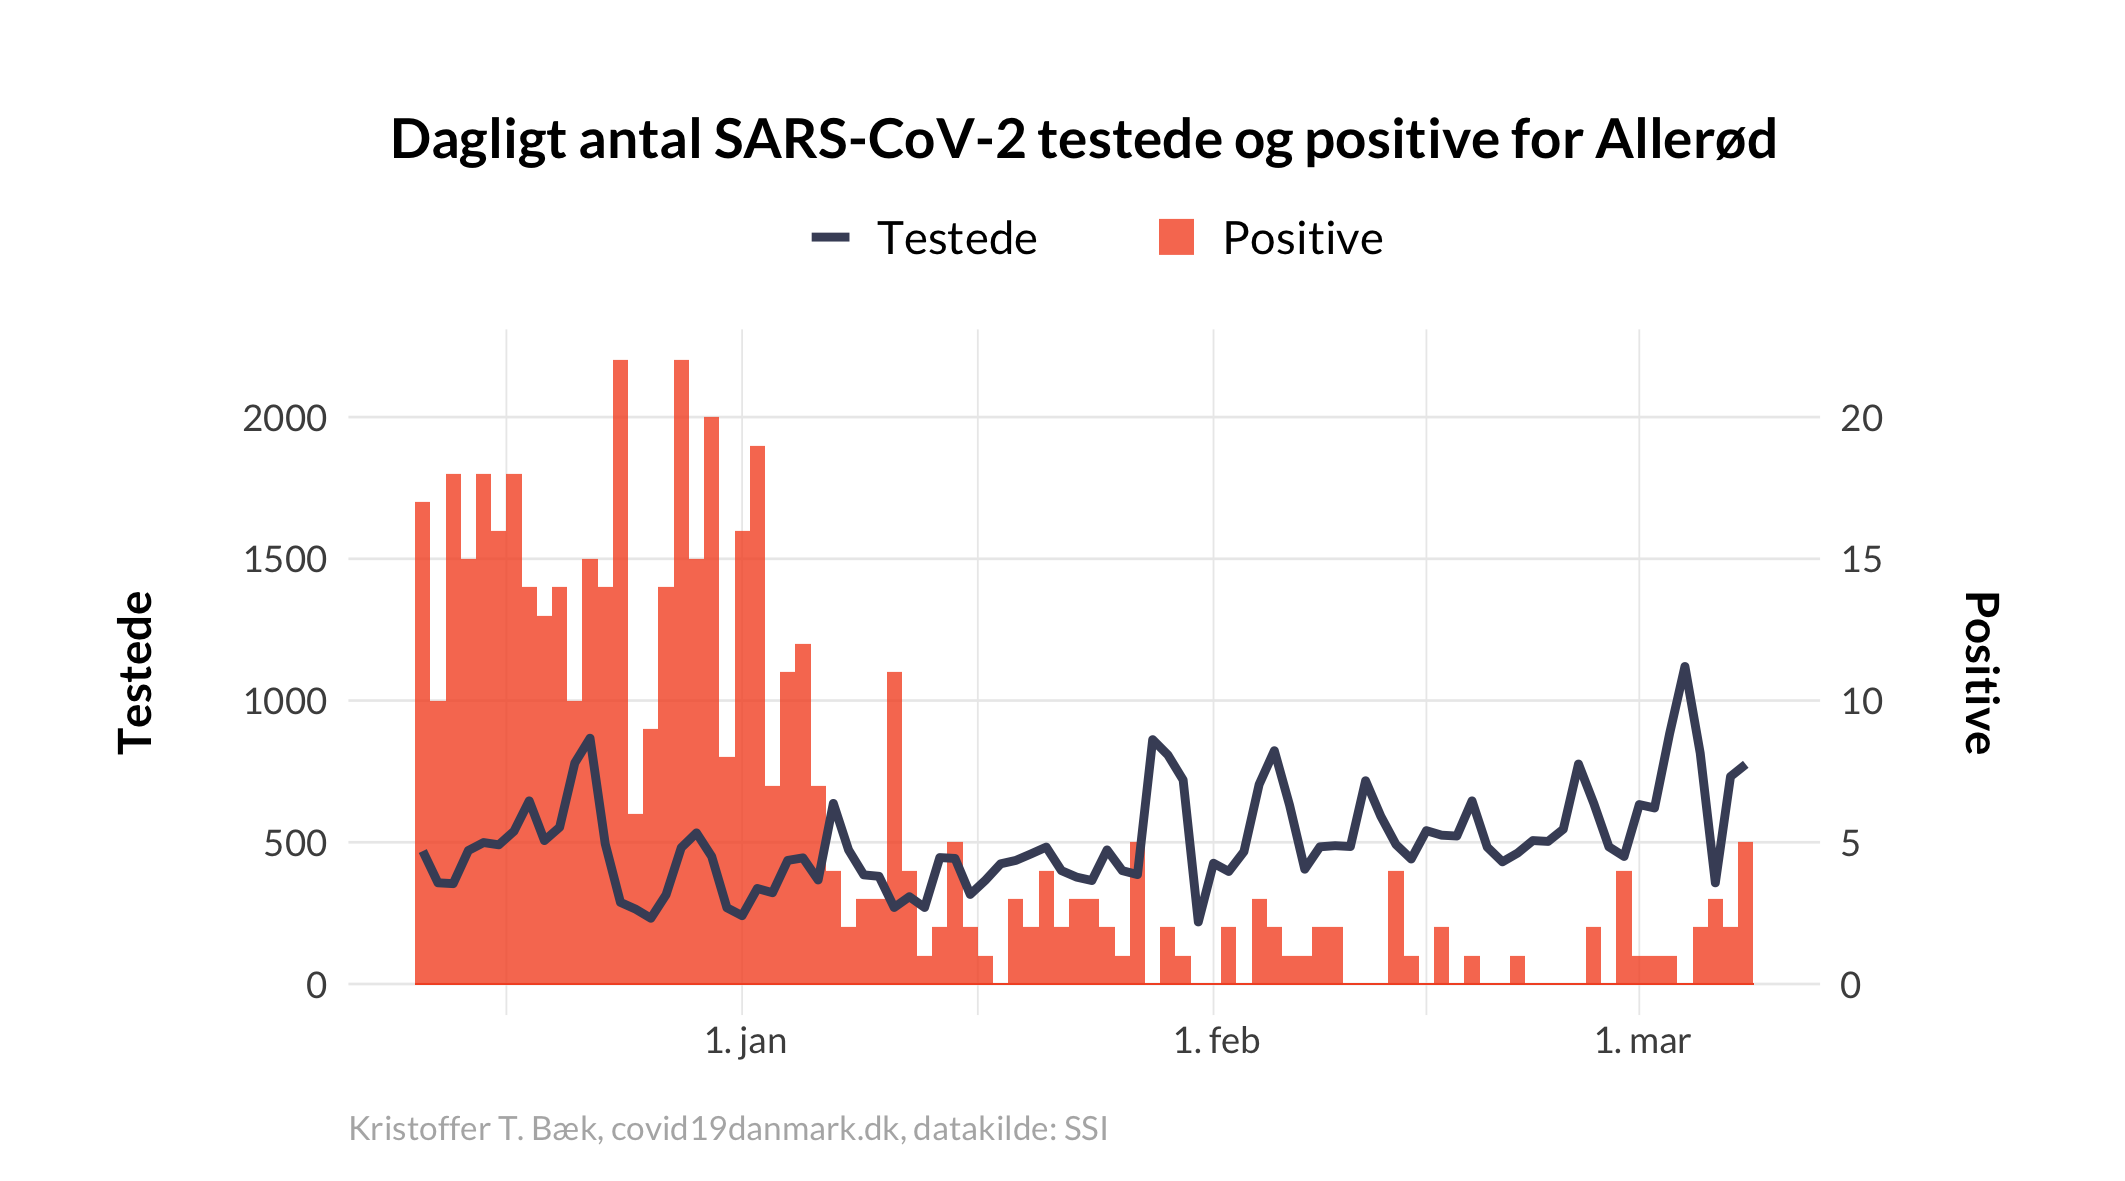 Dagligt antal SARS-CoV-2 testede og positive for Allerød
Testede Positive
2000 20
1500 15
1000 10
500 5
0 0
Testede
Positive
1. jan 1. feb 1. mar
Kristoffer T. Bæk, covid19danmark.dk, datakilde: SSI